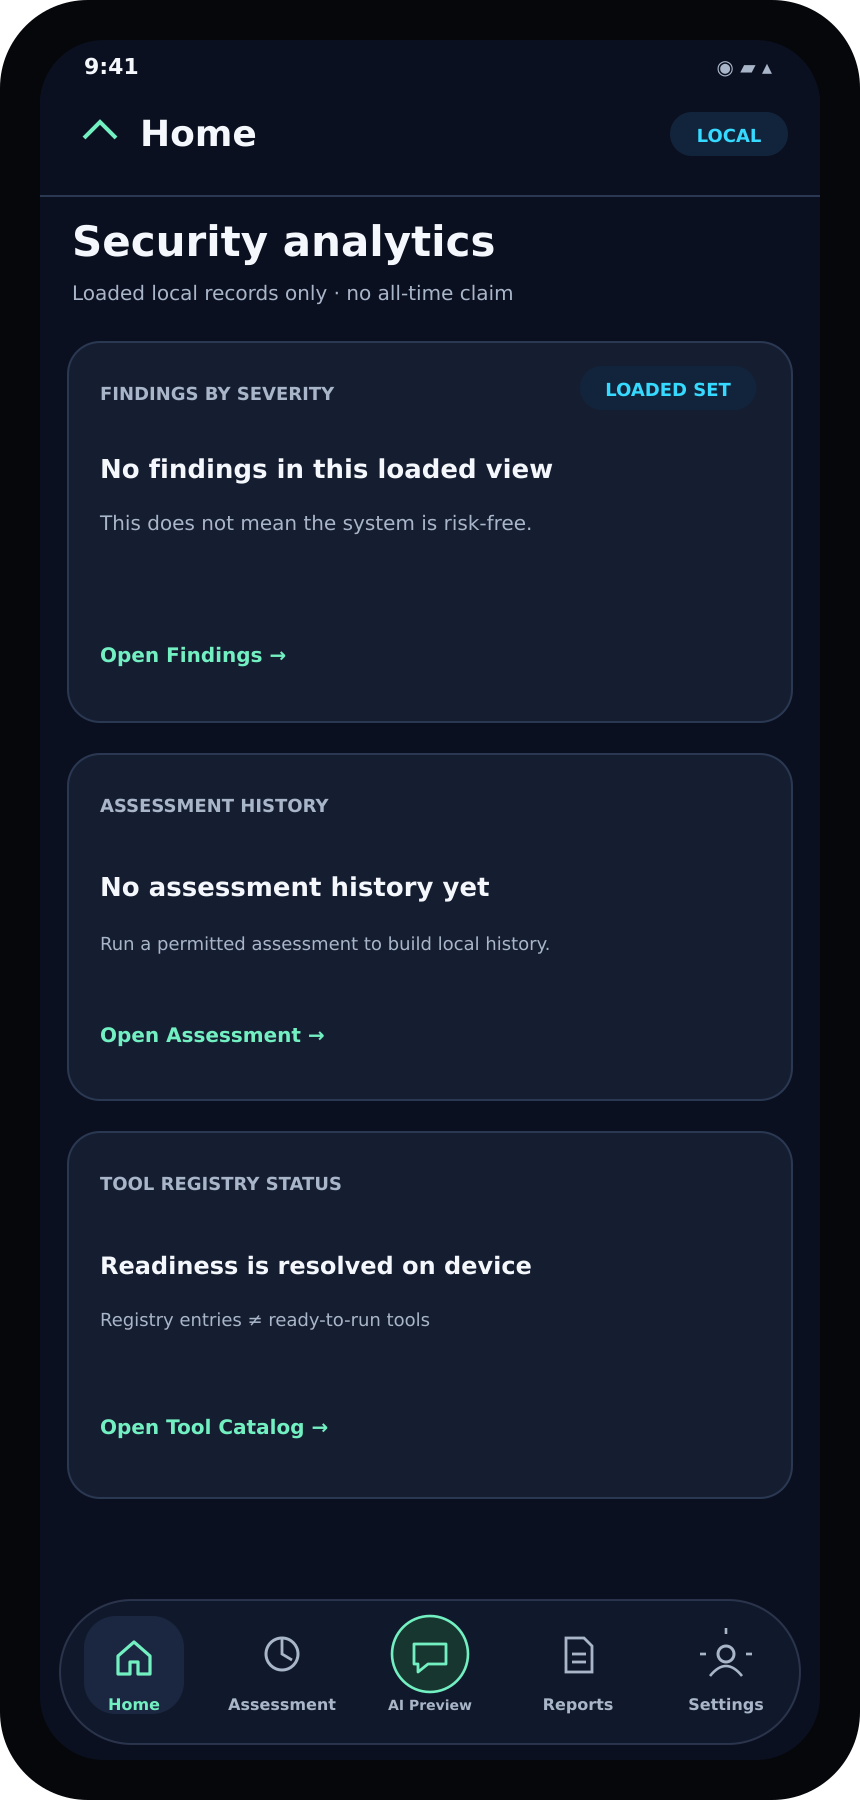 9:41
Home
LOCAL
Security analytics
Loaded local records only · no all-time claim
FINDINGS BY SEVERITY
LOADED SET
No findings in this loaded view
This does not mean the system is risk-free.
Open Findings →
ASSESSMENT HISTORY
No assessment history yet
Run a permitted assessment to build local history.
Open Assessment →
TOOL REGISTRY STATUS
Readiness is resolved on device
Registry entries ≠ ready-to-run tools
Open Tool Catalog →
Home
Assessment
AI Preview
Reports
Settings